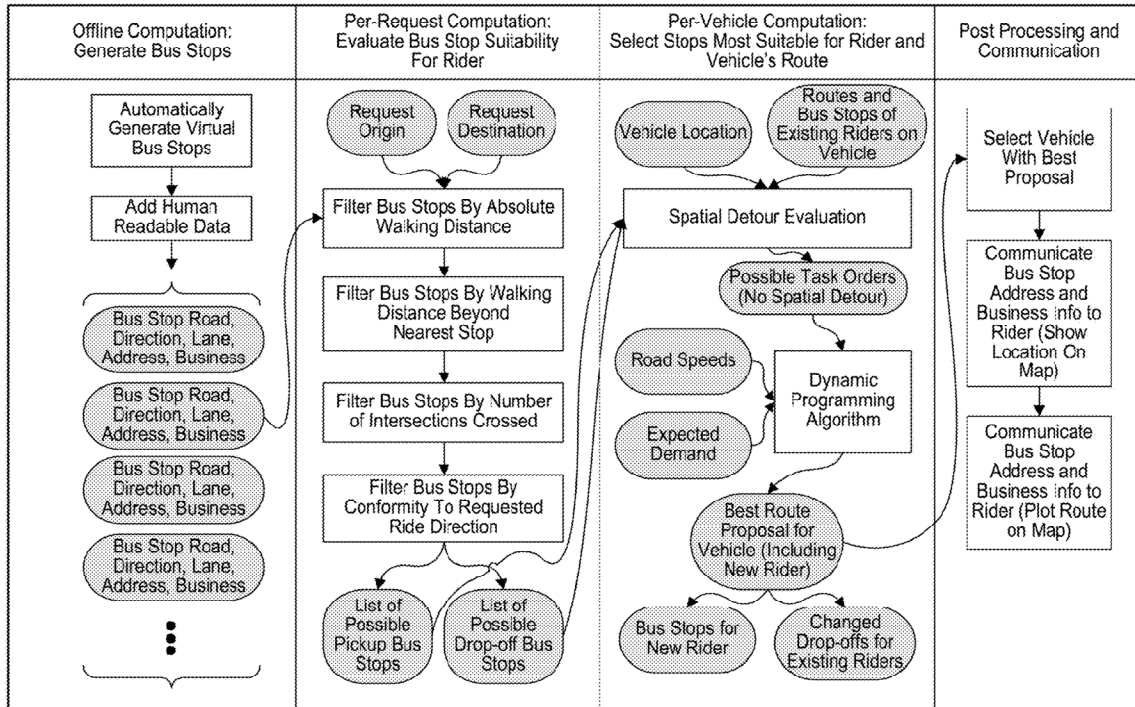 Offline Computation:
Generate Bus Stops
Per-Request Computation:
Evaluate Bus Stop Suitability
For Rider
Per-Vehicle Computation:
Select Stops Most Suitable for Rider and
Vehicle's Route
Post Processing and
Communication
Automatically
Generate Virtual
Bus Stops
Add Human
Readable Data
Bus Stop Road,
Direction, Lane,
Address, Business
Bus Stop Road,
Direction, Lane,
Address, Business
Bus Stop Road,
Direction, Lane,
Address, Business
Bus Stop Road,
Direction, Lane,
Address, Business
Request
Origin
Request
Destination
Filter Bus Stops By Absolute
Walking Distance
Filter Bus Stops By Walking
Distance Beyond
Nearest Stop
Filter Bus Stops By Number
of Intersections Crossed
Filter Bus Stops By
Conformity To Requested
Ride Direction
List of
Possible
Pickup Bus
Stops
List of
Possible
Drop-off Bus
Stops
Vehicle Location
Routes and
Bus Stops of
Existing Riders on
Vehicle
Spatial Detour Evaluation
Possible Task Orders
(No Spatial Detour)
Road Speeds
Expected
Demand
Dynamic
Programming
Algorithm
Best Route
Proposal for
Vehicle (Including
New Rider)
Bus Stops for
New Rider
Changed
Drop-offs for
Existing Riders
Select Vehicle
With Best
Proposal
Communicate
Bus Stop
Address and
Business Info to
Rider (Show
Location On
Map)
Communicate
Bus Stop
Address and
Business Info to
Rider (Plot Route
on Map)